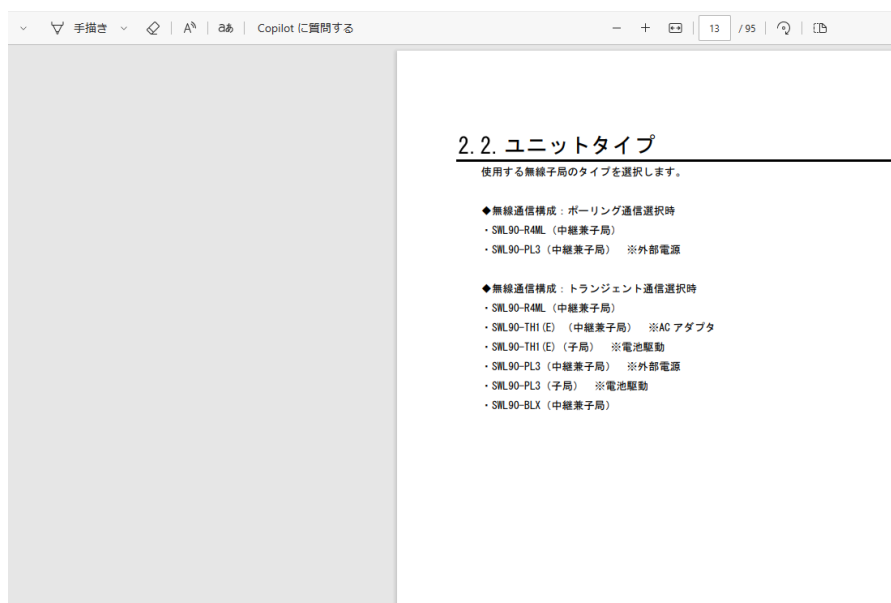 手描き aあ Copilot に質問する 13 / 95
2.2. ユニットタイプ
使用する無線子局のタイプを選択します。
◆無線通信構成：ポーリング通信選択時
・SWL90-R4ML（中継兼子局）
・SWL90-PL3（中継兼子局） ※外部電源
◆無線通信構成：トランジェント通信選択時
・SWL90-R4ML（中継兼子局）
・SWL90-TH1(E) （中継兼子局） ※AC アダプタ
・SWL90-TH1(E)（子局） ※電池駆動
・SWL90-PL3（中継兼子局） ※外部電源
・SWL90-PL3（子局） ※電池駆動
・SWL90-BLX（中継兼子局）